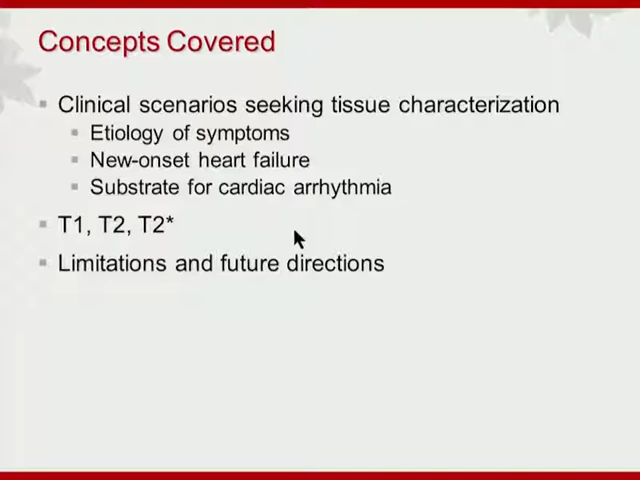 Concepts Covered
Clinical scenarios seeking tissue characterization
Etiology of symptoms
New-onset heart failure
Substrate for cardiac arrhythmia
T1, T2, T2*
Limitations and future directions